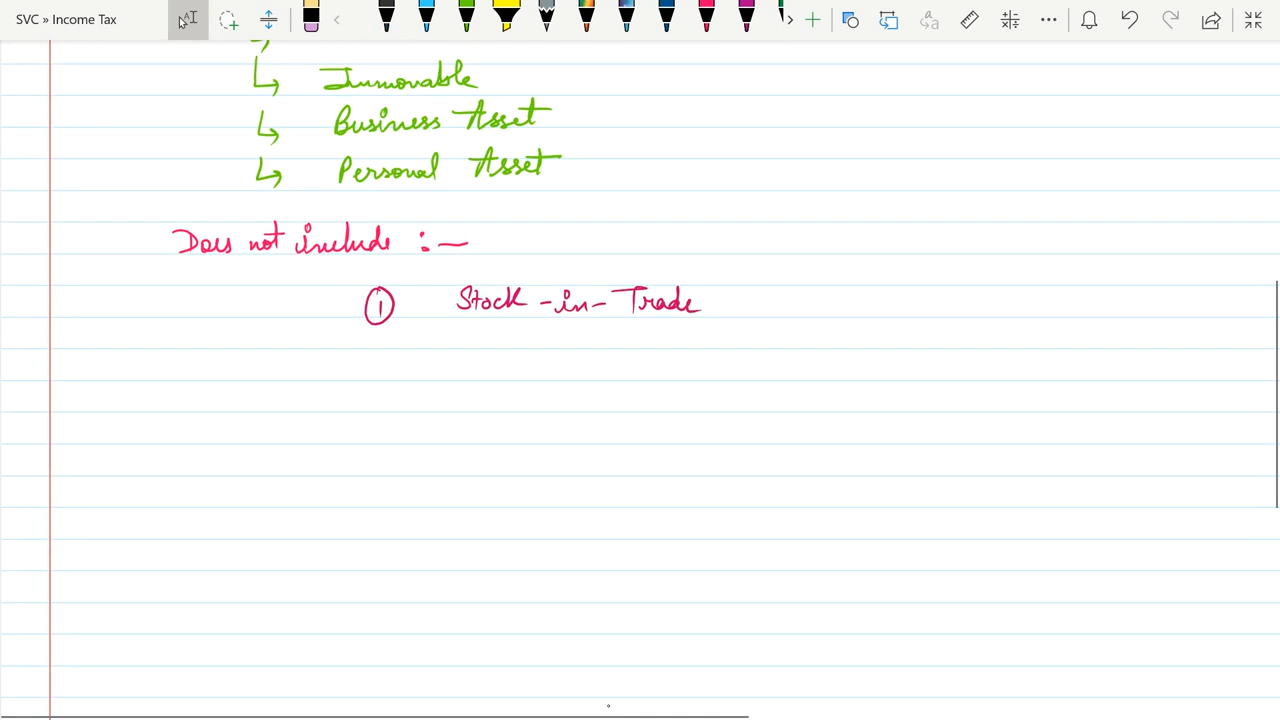 SVC » Income Tax
↳ Immovable
↳ Business Asset
↳ Personal Asset
Does not include :—
① Stock-in-Trade